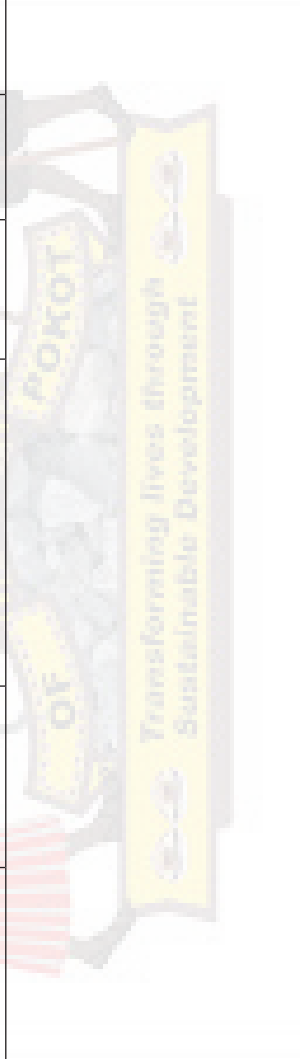 OF POKOT
Transforming lives through
Sustainable Development